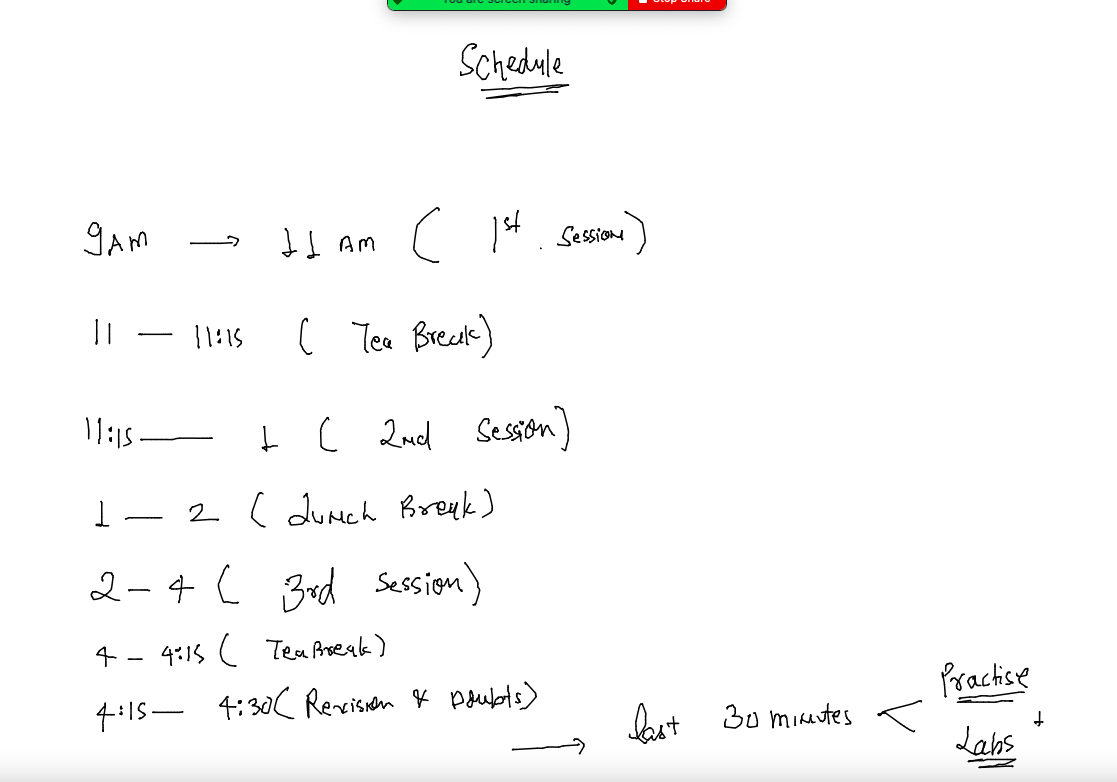 You are screen sharing Stop Share
Schedule
9AM → 11 AM ( 1st. Session)
11 — 11:15 ( Tea Break)
11:15 — 1 ( 2nd Session)
1 — 2 ( Lunch Break)
2 – 4 ( 3rd Session)
4 – 4:15 ( Tea Break)
4:15 — 4:30( Revision & Doubts)
→ last 30 minutes < Practise +
Labs